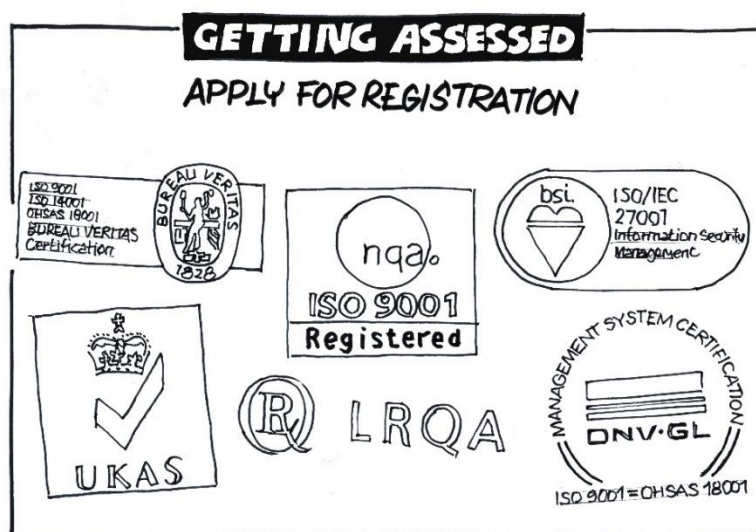 GETTING ASSESSED
APPLY FOR REGISTRATION
ISO 9001
ISO 14001
OHSAS 18001
BUREAU VERITAS
Certification
BUREAU VERITAS
1828
nqa.
ISO 9001
Registered
bsi.
ISO/IEC
27001
Information Security
Management
UKAS
R
LRQA
MANAGEMENT SYSTEM CERTIFICATION
DNV·GL
ISO 9001=OHSAS 18001